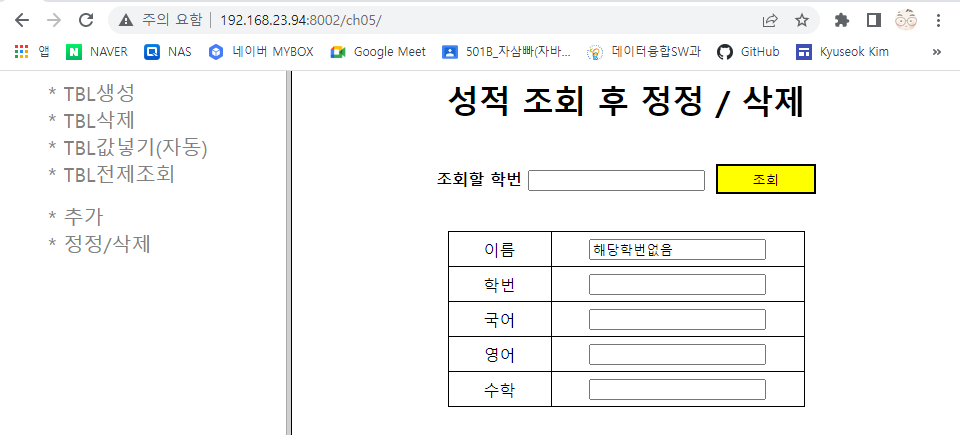 주의 요함 192.168.23.94:8002/ch05/
앱 NAVER NAS 네이버 MYBOX Google Meet 501B_자삼빠(자바... 데이터융합SW과 GitHub Kyuseok Kim »
* TBL생성
* TBL삭제
* TBL값넣기(자동)
* TBL전제조회
* 추가
* 정정/삭제
성적 조회 후 정정 / 삭제
조회할 학번 조회
이름 해당학번없음
학번
국어
영어
수학